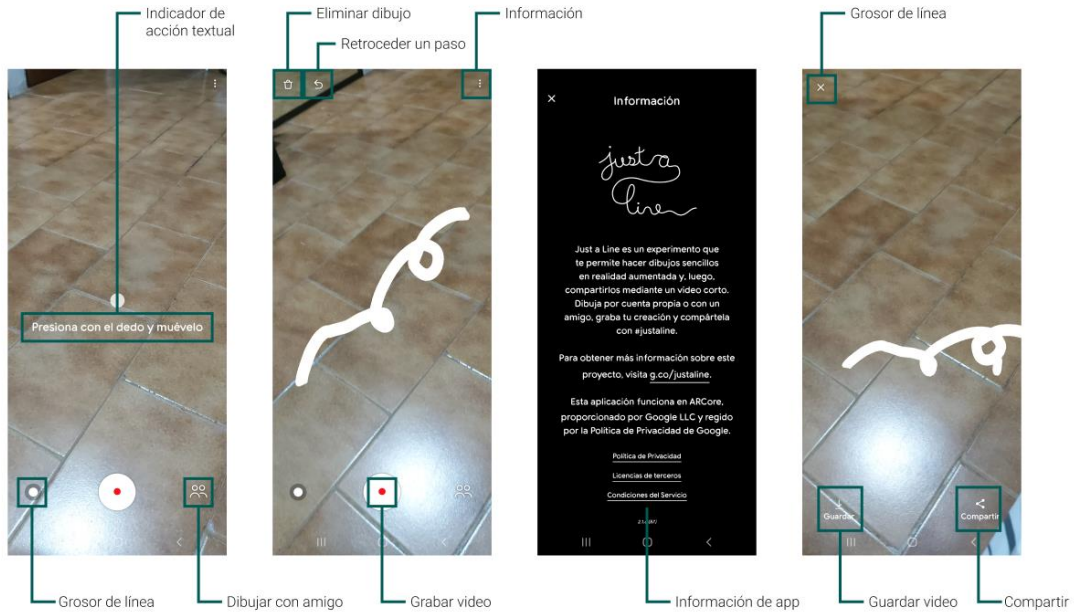 Indicador de
acción textual
Eliminar dibujo
Retroceder un paso
Información
Grosor de línea
Presiona con el dedo y muévelo
Información
just a
line
Just a Line es un experimento que
te permite hacer dibujos sencillos
en realidad aumentada y, luego,
compartirlos mediante un video corto.
Dibuja por cuenta propia o con un
amigo, graba tu creación y compártela
con #justaline.
Para obtener más información sobre este
proyecto, visita g.co/justaline.
Esta aplicación funciona en ARCore,
proporcionado por Google LLC y regido
por la Política de Privacidad de Google.
Política de Privacidad
Licencias de terceros
Condiciones del Servicio
Guardar
Compartir
Grosor de línea
Dibujar con amigo
Grabar video
Información de app
Guardar video
Compartir